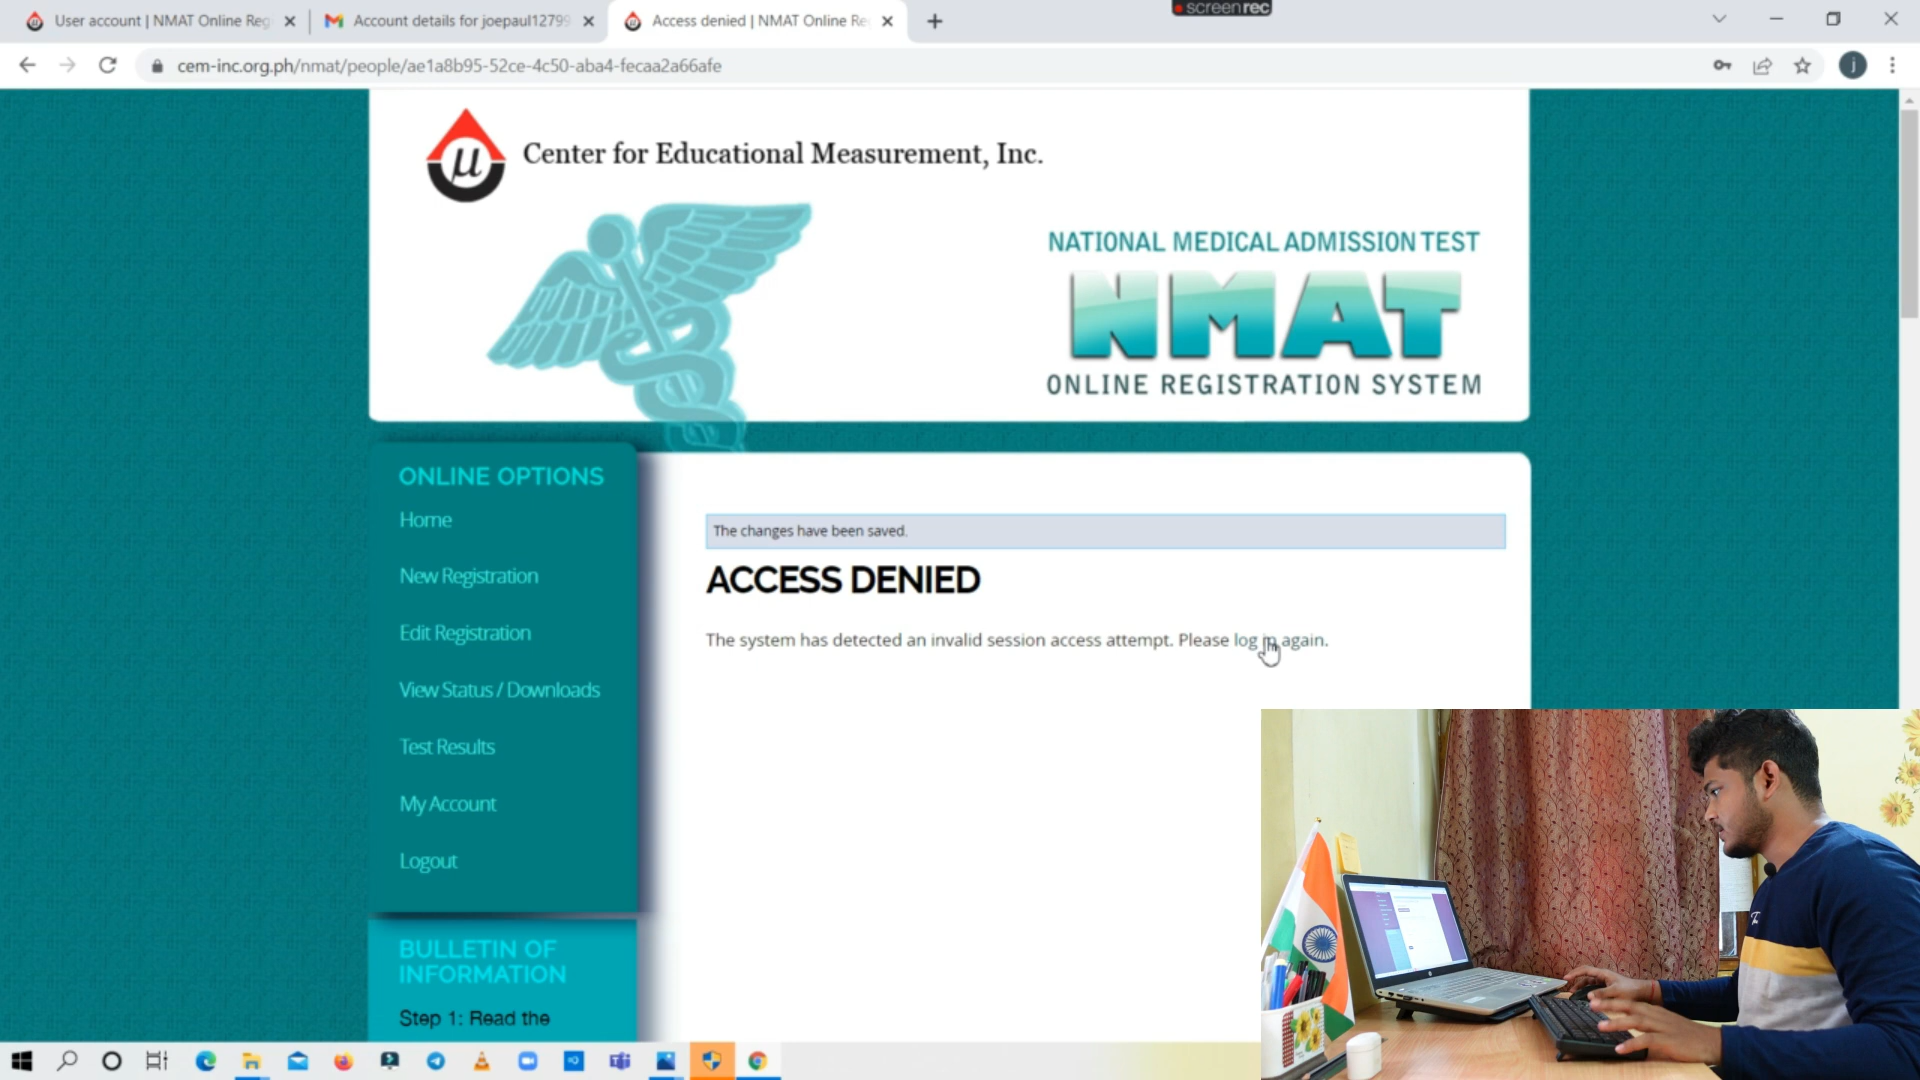 User account | NMAT Online Reg
Account details for joepaul12799
Access denied | NMAT Online Re
screenrec
cem-inc.org.ph/nmat/people/ae1a8b95-52ce-4c50-aba4-fecaa2a66afe
j
µ
Center for Educational Measurement, Inc.
NATIONAL MEDICAL ADMISSION TEST
NMAT
ONLINE REGISTRATION SYSTEM
ONLINE OPTIONS
Home
New Registration
Edit Registration
View Status / Downloads
Test Results
My Account
Logout
The changes have been saved.
ACCESS DENIED
The system has detected an invalid session access attempt. Please log in again.
BULLETIN OF
INFORMATION
Step 1: Read the